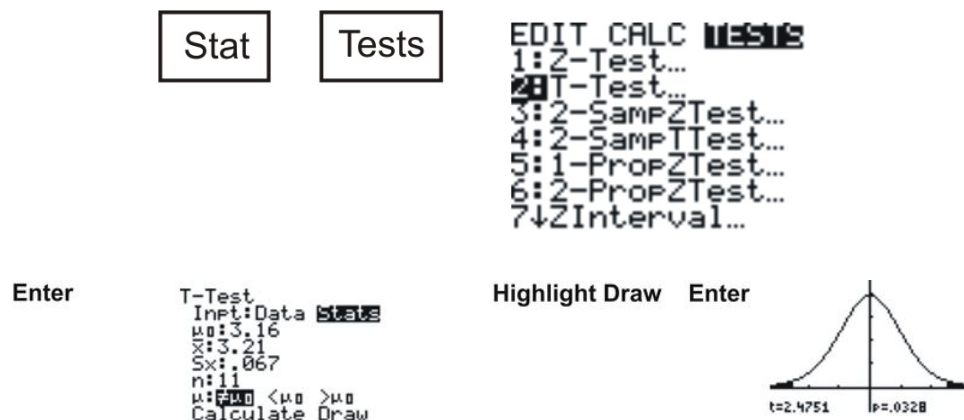 Stat
Tests
EDIT CALC TESTS
1:Z-Test…
2:T-Test…
3:2-SampZTest…
4:2-SampTTest…
5:1-PropZTest…
6:2-PropZTest…
7↓ZInterval…
Enter
T-Test
Inpt:Data Stats
μ0:3.16
x̄:3.21
Sx:.067
n:11
μ:≠μ0 <μ0 >μ0
Calculate Draw
Highlight Draw Enter
t=2.4751 p=.0328